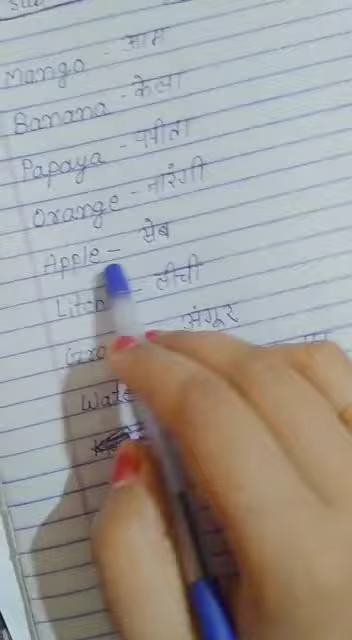 Mango - आम
Banana - केला
Papaya - पपीता
Orange - नारंगी
Apple - सेब
लीची
अंगूर